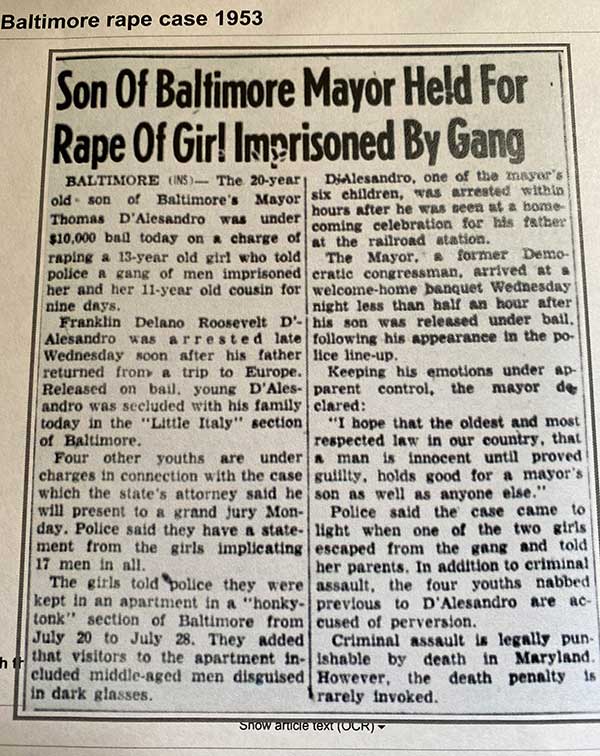 Baltimore rape case 1953
Son Of Baltimore Mayor Held For
Rape Of Girl Imprisoned By Gang
BALTIMORE (INS)— The 20-year
old son of Baltimore's Mayor
Thomas D'Alesandro was under
$10,000 bail today on a charge of
raping a 13-year old girl who told
police a gang of men imprisoned
her and her 11-year old cousin for
nine days.
Franklin Delano Roosevelt D'-
Alesandro was arrested late
Wednesday soon after his father
returned from a trip to Europe.
Released on bail, young D'Ales-
andro was secluded with his family
today in the "Little Italy" section
of Baltimore.
Four other youths are under
charges in connection with the case
which the state's attorney said he
will present to a grand jury Mon-
day. Police said they have a state-
ment from the girls implicating
17 men in all.
The girls told police they were
kept in an apartment in a "honky-
tonk" section of Baltimore from
July 20 to July 28. They added
that visitors to the apartment in-
cluded middle-aged men disguised
in dark glasses.
D'Alesandro, one of the mayor's
six children, was arrested within
hours after he was seen at a home-
coming celebration for his father
at the railroad station.
The Mayor, a former Demo-
cratic congressman, arrived at a
welcome-home banquet Wednesday
night less than half an hour after
his son was released under bail,
following his appearance in the po-
lice line-up.
Keeping his emotions under ap-
parent control, the mayor de
clared:
"I hope that the oldest and most
respected law in our country, that
a man is innocent until proved
guiilty, holds good for a mayor's
son as well as anyone else."
Police said the case came to
light when one of the two girls
escaped from the gang and told
her parents. In addition to criminal
assault, the four youths nabbed
previous to D'Alesandro are ac-
cused of perversion.
Criminal assault is legally pun-
ishable by death in Maryland.
However, the death penalty is
rarely invoked.
Show article text (OCR)